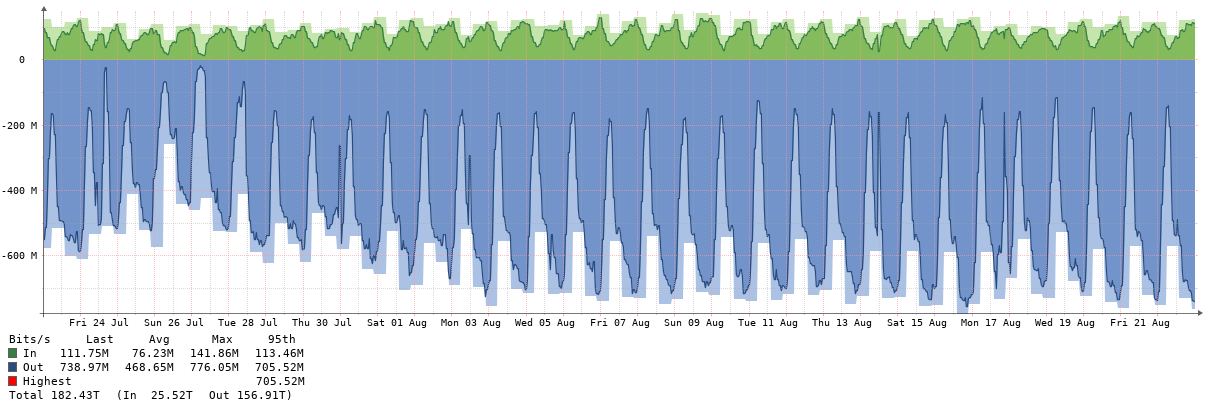 0
-200 M
-400 M
-600 M
Fri 24 Jul Sun 26 Jul Tue 28 Jul Thu 30 Jul Sat 01 Aug Mon 03 Aug Wed 05 Aug Fri 07 Aug Sun 09 Aug Tue 11 Aug Thu 13 Aug Sat 15 Aug Mon 17 Aug Wed 19 Aug Fri 21 Aug
Bits/s Last Avg Max 95th
In 111.75M 76.23M 141.86M 113.46M
Out 738.97M 468.65M 776.05M 705.52M
Highest 705.52M
Total 182.43T (In 25.52T Out 156.91T)